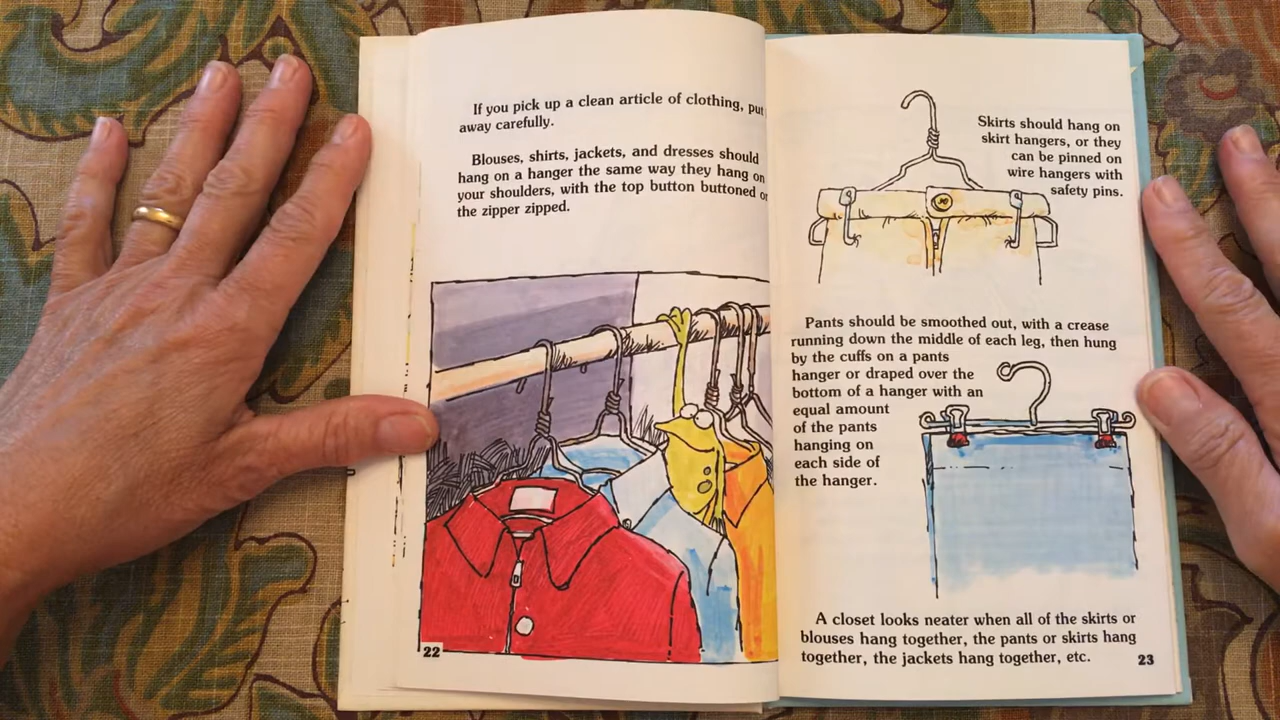 If you pick up a clean article of clothing, put
away carefully.
Blouses, shirts, jackets, and dresses should
hang on a hanger the same way they hang on
your shoulders, with the top button buttoned or
the zipper zipped.
22
Skirts should hang on
skirt hangers, or they
can be pinned on
wire hangers with
safety pins.
Pants should be smoothed out, with a crease
running down the middle of each leg, then hung
by the cuffs on a pants
hanger or draped over the
bottom of a hanger with an
equal amount
of the pants
hanging on
each side of
the hanger.
A closet looks neater when all of the skirts or
blouses hang together, the pants or skirts hang
together, the jackets hang together, etc.
23